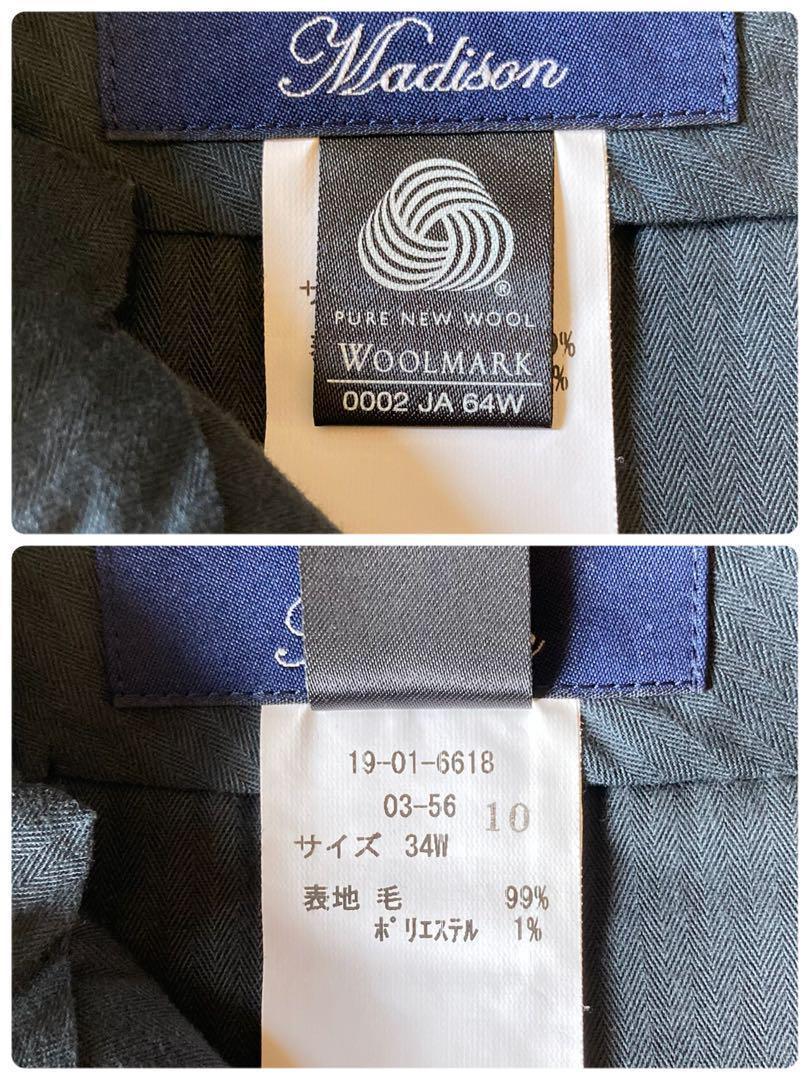 Madison
®
PURE NEW WOOL
WOOLMARK
0002 JA 64W
%
%
19-01-6618
03-56 10
サイズ 34W
表地 毛 99%
ポリエステル 1%